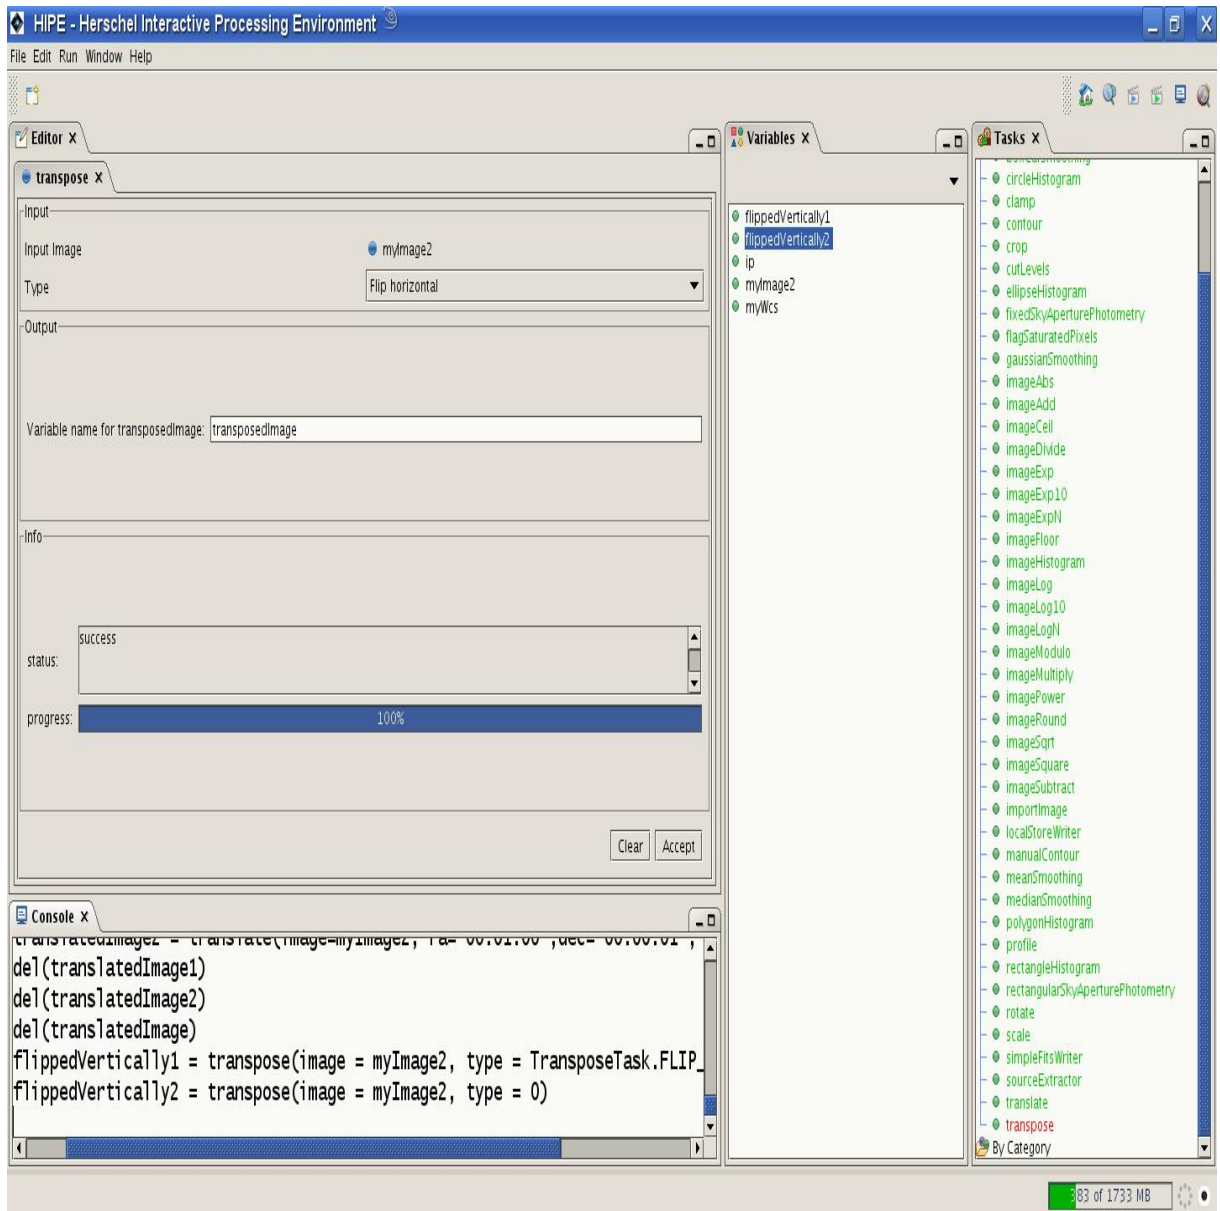 HIPE - Herschel Interactive Processing Environment
File Edit Run Window Help
Editor X
transpose X
Input
Input Image
myImage2
Type
Flip horizontal
Output
Variable name for transposedImage:
transposedImage
Info
status:
success
progress:
100%
Clear
Accept
Console X
translatedImage2 = translate(image=myImage2,
del(translatedImage1)
del(translatedImage2)
del(translatedImage)
flippedVertically1 = transpose(image = myImage2, type = TransposeTask.FLIP_
flippedVertically2 = transpose(image = myImage2, type = 0)
Variables X
flippedVertically1
flippedVertically2
ip
myImage2
myWcs
Tasks X
circleHistogram
clamp
contour
crop
cutLevels
ellipseHistogram
fixedSkyAperturePhotometry
flagSaturatedPixels
gaussianSmoothing
imageAbs
imageAdd
imageCeil
imageDivide
imageExp
imageExp10
imageExpN
imageFloor
imageHistogram
imageLog
imageLog10
imageLogN
imageModulo
imageMultiply
imagePower
imageRound
imageSqrt
imageSquare
imageSubtract
importImage
localStoreWriter
manualContour
meanSmoothing
medianSmoothing
polygonHistogram
profile
rectangleHistogram
rectangularSkyAperturePhotometry
rotate
scale
simpleFitsWriter
sourceExtractor
translate
transpose
By Category
383 of 1733 MB